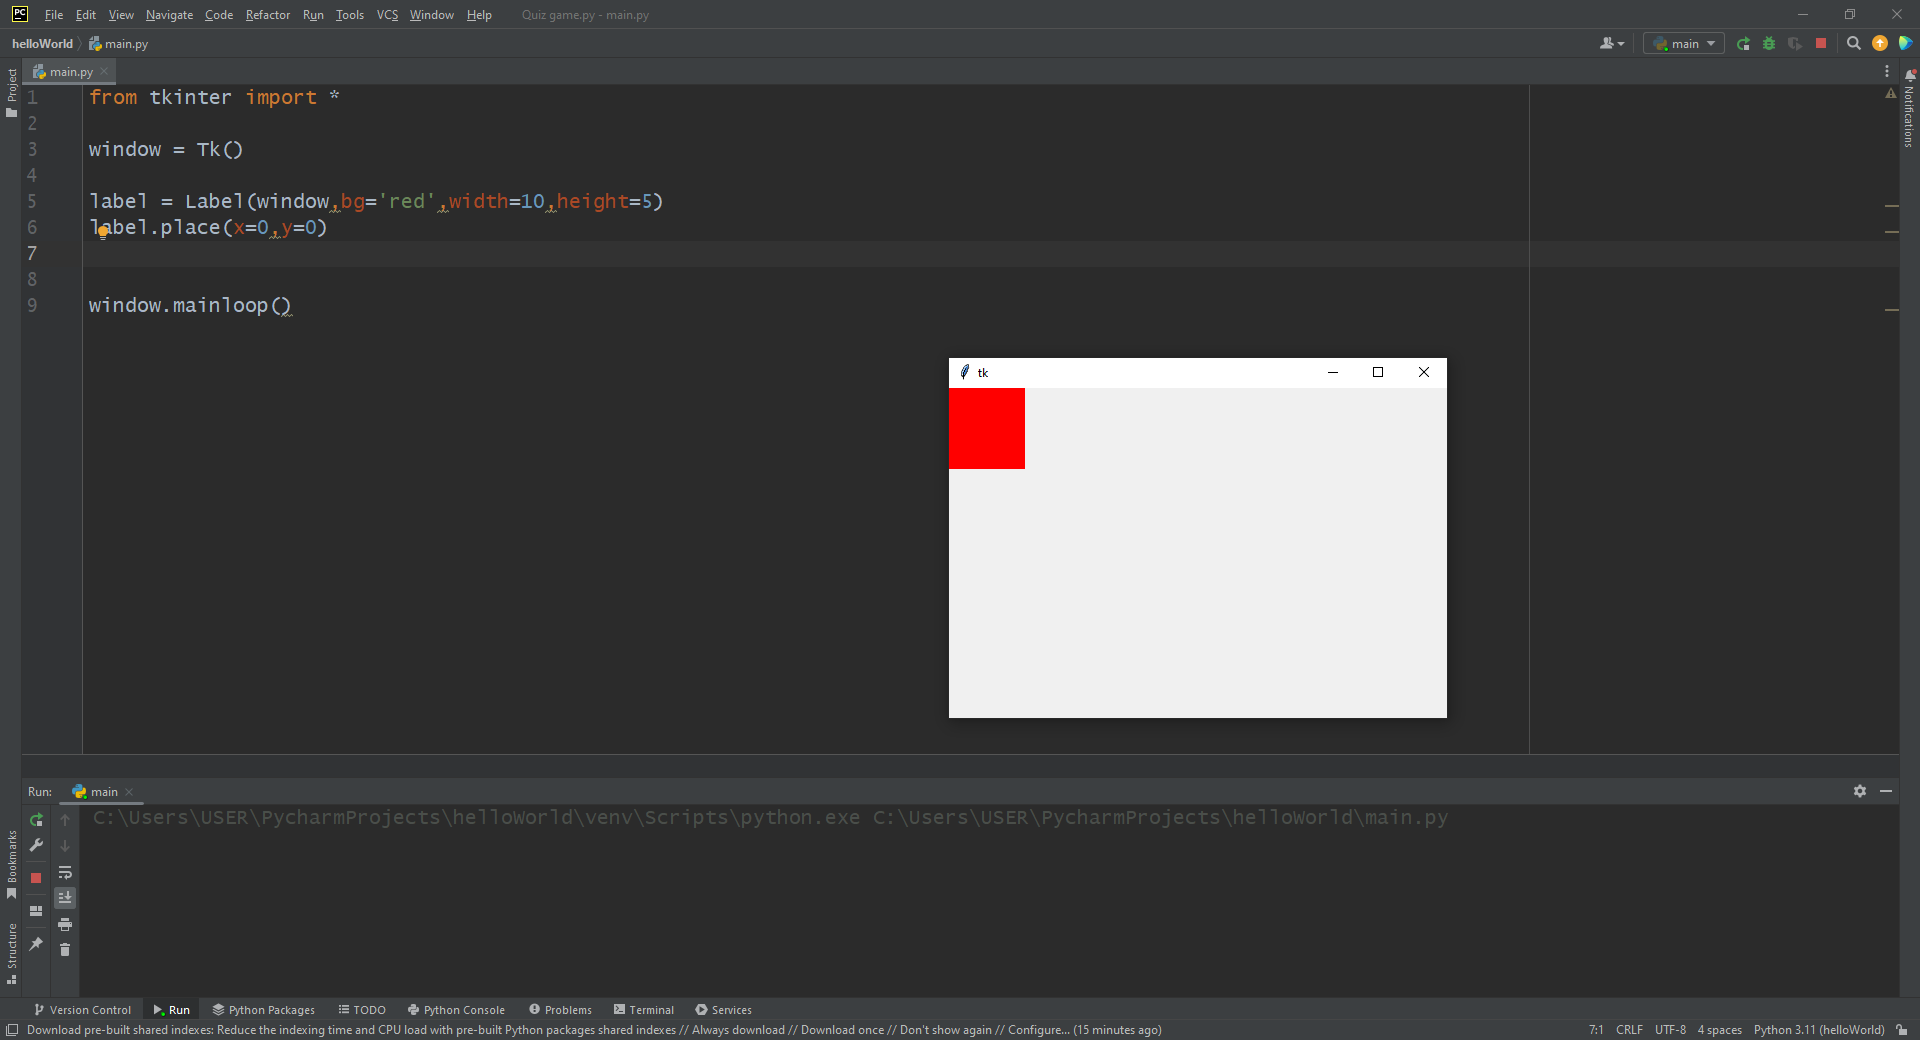 PC File Edit View Navigate Code Refactor Run Tools VCS Window Help Quiz game.py - main.py
helloWorld main.py main
main.py
Project
Notifications
1 from tkinter import *
2
3 window = Tk()
4
5 label = Label(window,bg='red',width=10,height=5)
6 label.place(x=0,y=0)
7
8
9 window.mainloop()
tk
Run: main
C:\Users\USER\PycharmProjects\helloWorld\venv\Scripts\python.exe C:\Users\USER\PycharmProjects\helloWorld\main.py
Bookmarks
Structure
Version Control Run Python Packages TODO Python Console Problems Terminal Services
Download pre-built shared indexes: Reduce the indexing time and CPU load with pre-built Python packages shared indexes // Always download // Download once // Don't show again // Configure... (15 minutes ago) 7:1 CRLF UTF-8 4 spaces Python 3.11 (helloWorld)